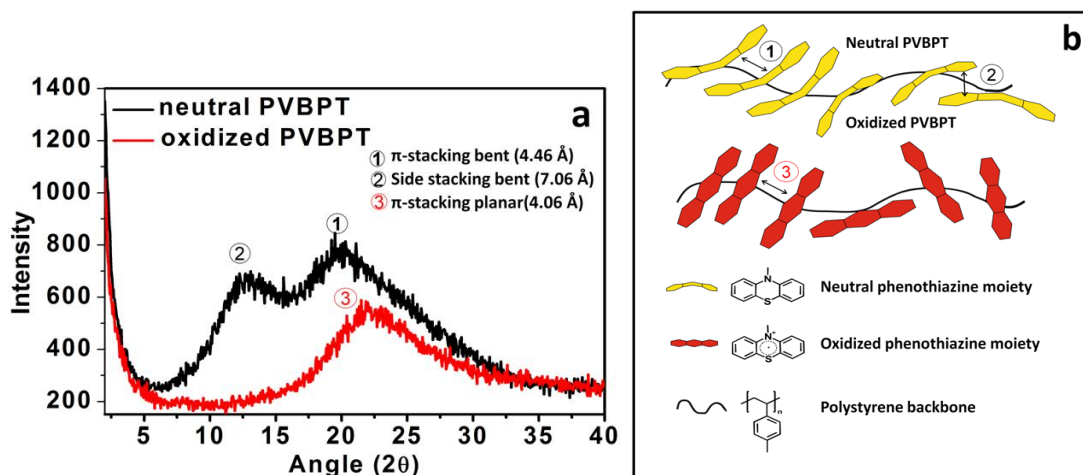 a
neutral PVBPT
oxidized PVBPT
1 π-stacking bent (4.46 Å)
2 Side stacking bent (7.06 Å)
3 π-stacking planar(4.06 Å)
1
2
3
Intensity
1400
1200
1000
800
600
400
200
5 10 15 20 25 30 35 40
Angle (2θ)
b
Neutral PVBPT
1
2
Oxidized PVBPT
3
N
S
Neutral phenothiazine moiety
N+
S
Oxidized phenothiazine moiety
n
Polystyrene backbone